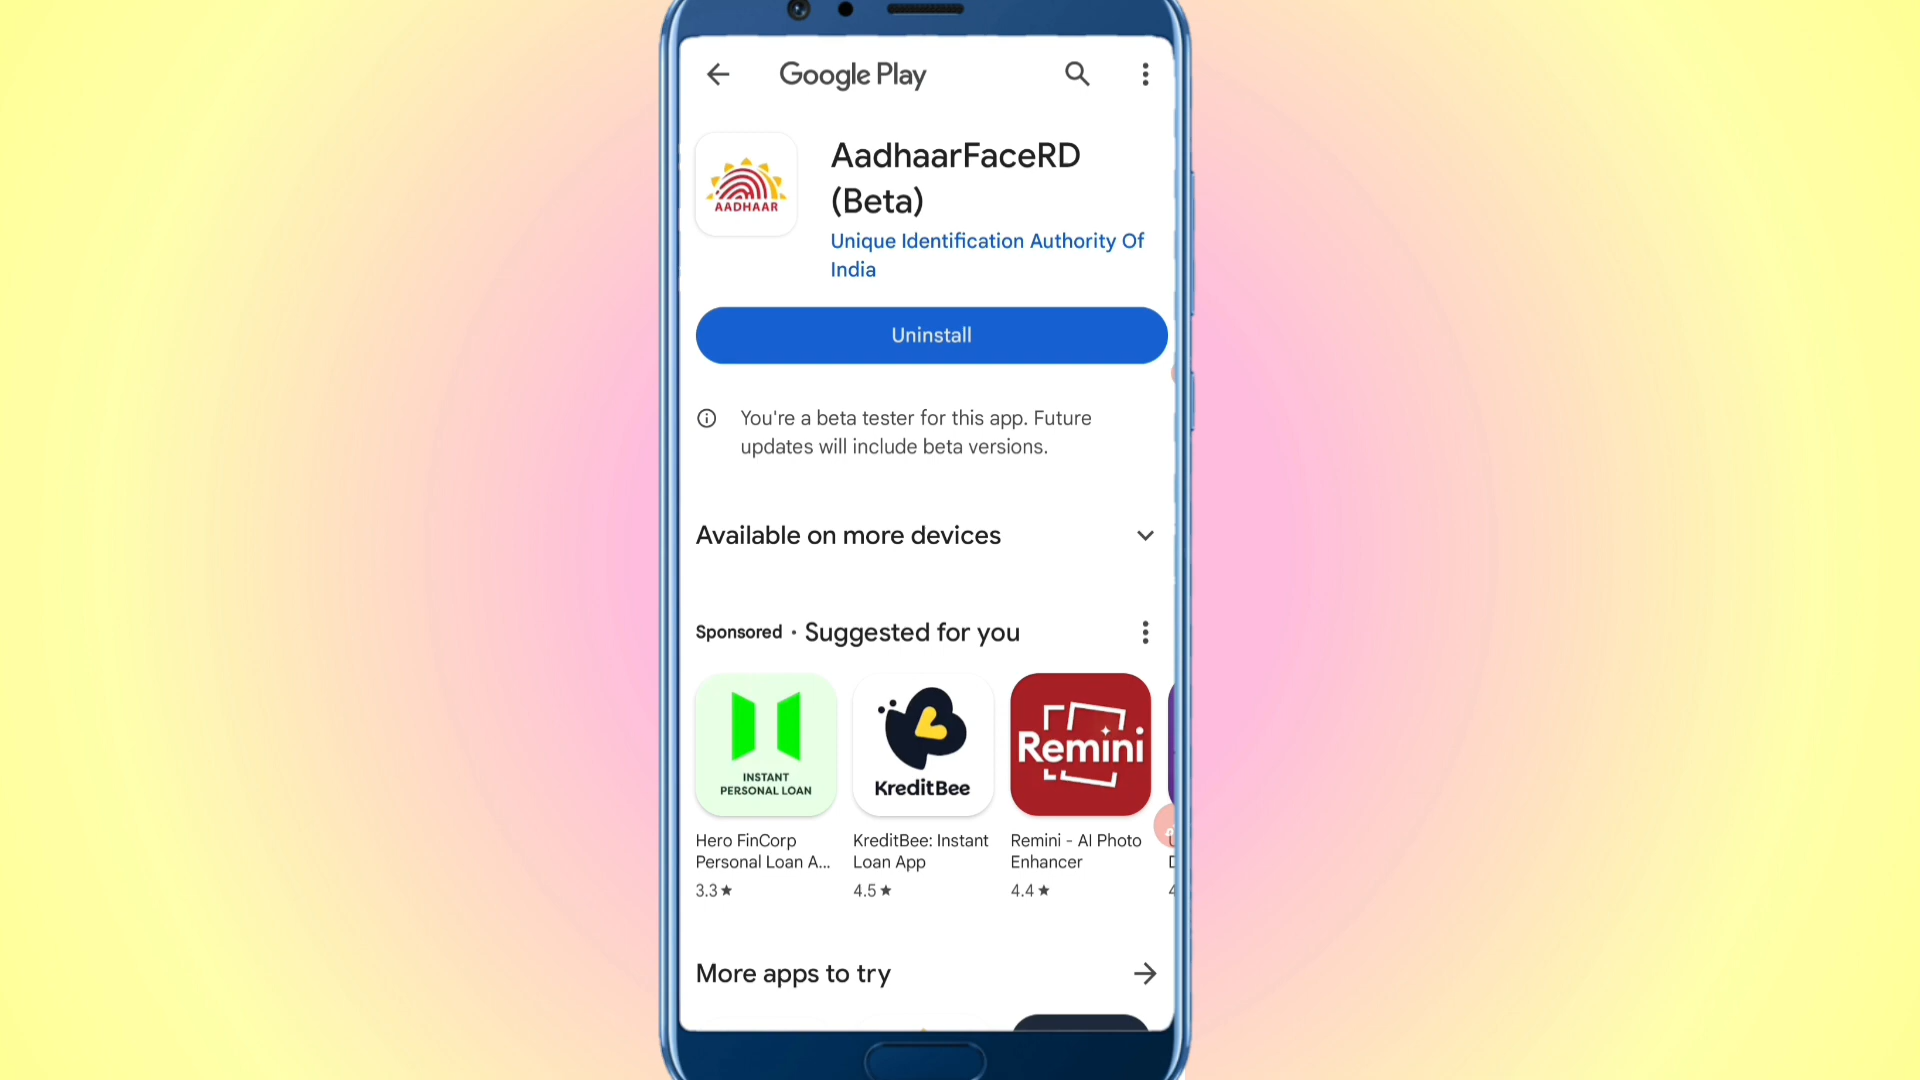 Google Play
AadhaarFaceRD
(Beta)
AADHAAR
Unique Identification Authority Of
India
Uninstall
You're a beta tester for this app. Future
updates will include beta versions.
Available on more devices
Sponsored • Suggested for you
INSTANT
PERSONAL LOAN
KreditBee
Remini
Hero FinCorp
Personal Loan A...
3.3★
KreditBee: Instant
Loan App
4.5★
Remini - AI Photo
Enhancer
4.4★
More apps to try